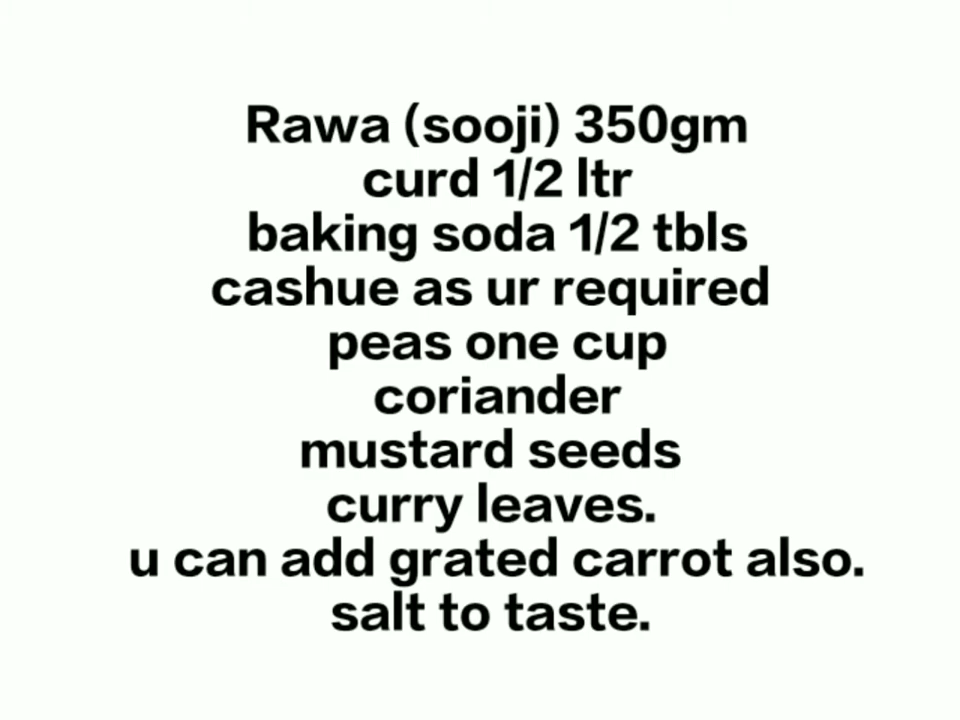 Rawa (sooji) 350gm
curd 1/2 ltr
baking soda 1/2 tbls
cashue as ur required
peas one cup
coriander
mustard seeds
curry leaves.
u can add grated carrot also.
salt to taste.